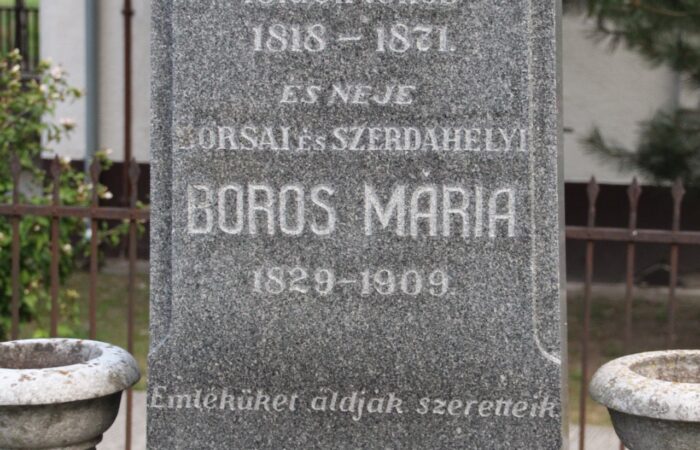 1818 – 1871.
ÉS NEJE
BORSAI ÉS SZERDAHELYI
BOROS MÁRIA
1829–1909.
Emléküket áldják szeretteik.